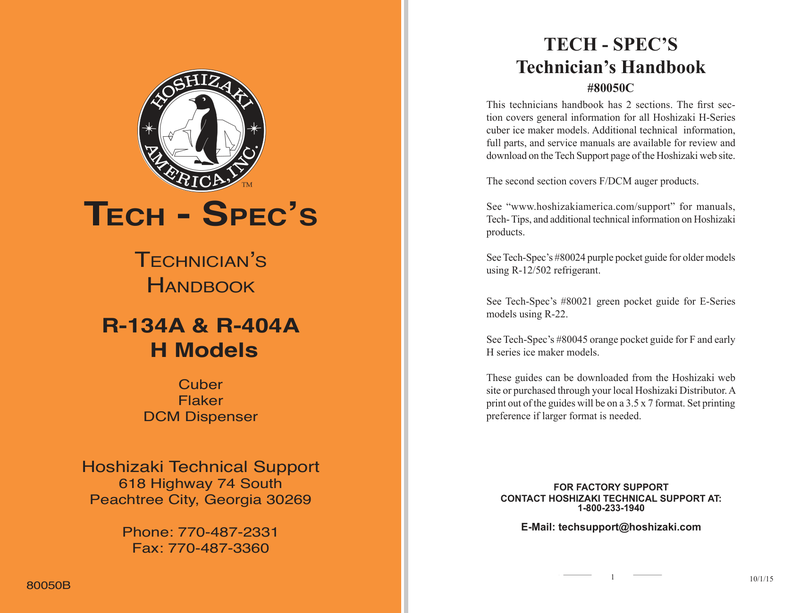 HOSHIZAKI
AMERICA, INC.
TM
TECH - SPEC'S
TECHNICIAN'S
HANDBOOK
R-134A & R-404A
H Models
Cuber
Flaker
DCM Dispenser
Hoshizaki Technical Support
618 Highway 74 South
Peachtree City, Georgia 30269
Phone: 770-487-2331
Fax: 770-487-3360
80050B
TECH - SPEC'S
Technician's Handbook
#80050C
This technicians handbook has 2 sections. The first sec-
tion covers general information for all Hoshizaki H-Series
cuber ice maker models. Additional technical information,
full parts, and service manuals are available for review and
download on the Tech Support page of the Hoshizaki web site.
The second section covers F/DCM auger products.
See "www.hoshizakiamerica.com/support" for manuals,
Tech- Tips, and additional technical information on Hoshizaki
products.
See Tech-Spec's #80024 purple pocket guide for older models
using R-12/502 refrigerant.
See Tech-Spec's #80021 green pocket guide for E-Series
models using R-22.
See Tech-Spec's #80045 orange pocket guide for F and early
H series ice maker models.
These guides can be downloaded from the Hoshizaki web
site or purchased through your local Hoshizaki Distributor. A
print out of the guides will be on a 3.5 x 7 format. Set printing
preference if larger format is needed.
FOR FACTORY SUPPORT
CONTACT HOSHIZAKI TECHNICAL SUPPORT AT:
1-800-233-1940
E-Mail: techsupport@hoshizaki.com
1
10/1/15